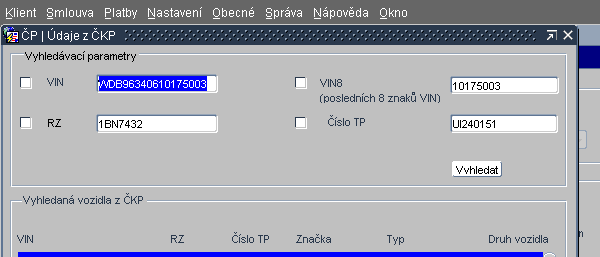 Klient Smlouva Platby Nastavení Obecné Správa Nápověda Okno
ČP | Údaje z ČKP
Vyhledávací parametry
VIN WDB96340610175003 VIN8 10175003
(posledních 8 znaků VIN)
RZ 1BN7432 Číslo TP UI240151
Vyhledat
Vyhledaná vozidla z ČKP
VIN RZ Číslo TP Značka Typ Druh vozidla